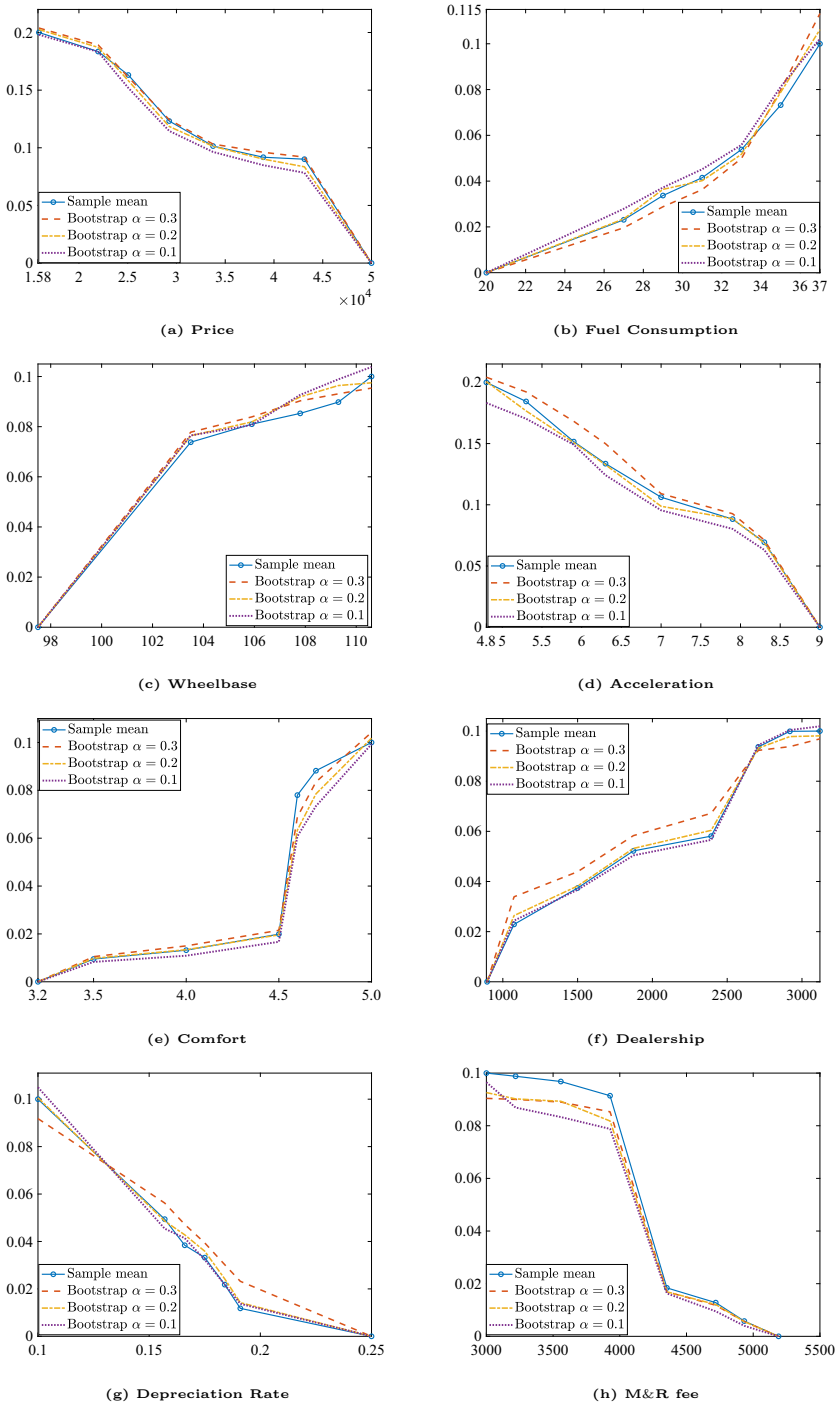 0.2
0.15
0.1
0.05
0
Sample mean
Bootstrap α = 0.3
Bootstrap α = 0.2
Bootstrap α = 0.1
1.58 2 2.5 3 3.5 4 4.5 5
×10⁴
(a) Price
0.115
0.1
0.08
0.06
0.04
0.02
0
Sample mean
Bootstrap α = 0.3
Bootstrap α = 0.2
Bootstrap α = 0.1
20 22 24 26 28 30 32 34 36 37
(b) Fuel Consumption
0.1
0.08
0.06
0.04
0.02
0
Sample mean
Bootstrap α = 0.3
Bootstrap α = 0.2
Bootstrap α = 0.1
98 100 102 104 106 108 110
(c) Wheelbase
0.2
0.15
0.1
0.05
0
Sample mean
Bootstrap α = 0.3
Bootstrap α = 0.2
Bootstrap α = 0.1
4.8 5 5.5 6 6.5 7 7.5 8 8.5 9
(d) Acceleration
0.1
0.08
0.06
0.04
0.02
0
Sample mean
Bootstrap α = 0.3
Bootstrap α = 0.2
Bootstrap α = 0.1
3.2 3.5 4.0 4.5 5.0
(e) Comfort
0.1
0.08
0.06
0.04
0.02
0
Sample mean
Bootstrap α = 0.3
Bootstrap α = 0.2
Bootstrap α = 0.1
1000 1500 2000 2500 3000
(f) Dealership
0.1
0.08
0.06
0.04
0.02
0
Sample mean
Bootstrap α = 0.3
Bootstrap α = 0.2
Bootstrap α = 0.1
0.1 0.15 0.2 0.25
(g) Depreciation Rate
0.1
0.08
0.06
0.04
0.02
0
Sample mean
Bootstrap α = 0.3
Bootstrap α = 0.2
Bootstrap α = 0.1
3000 3500 4000 4500 5000 5500
(h) M&R fee